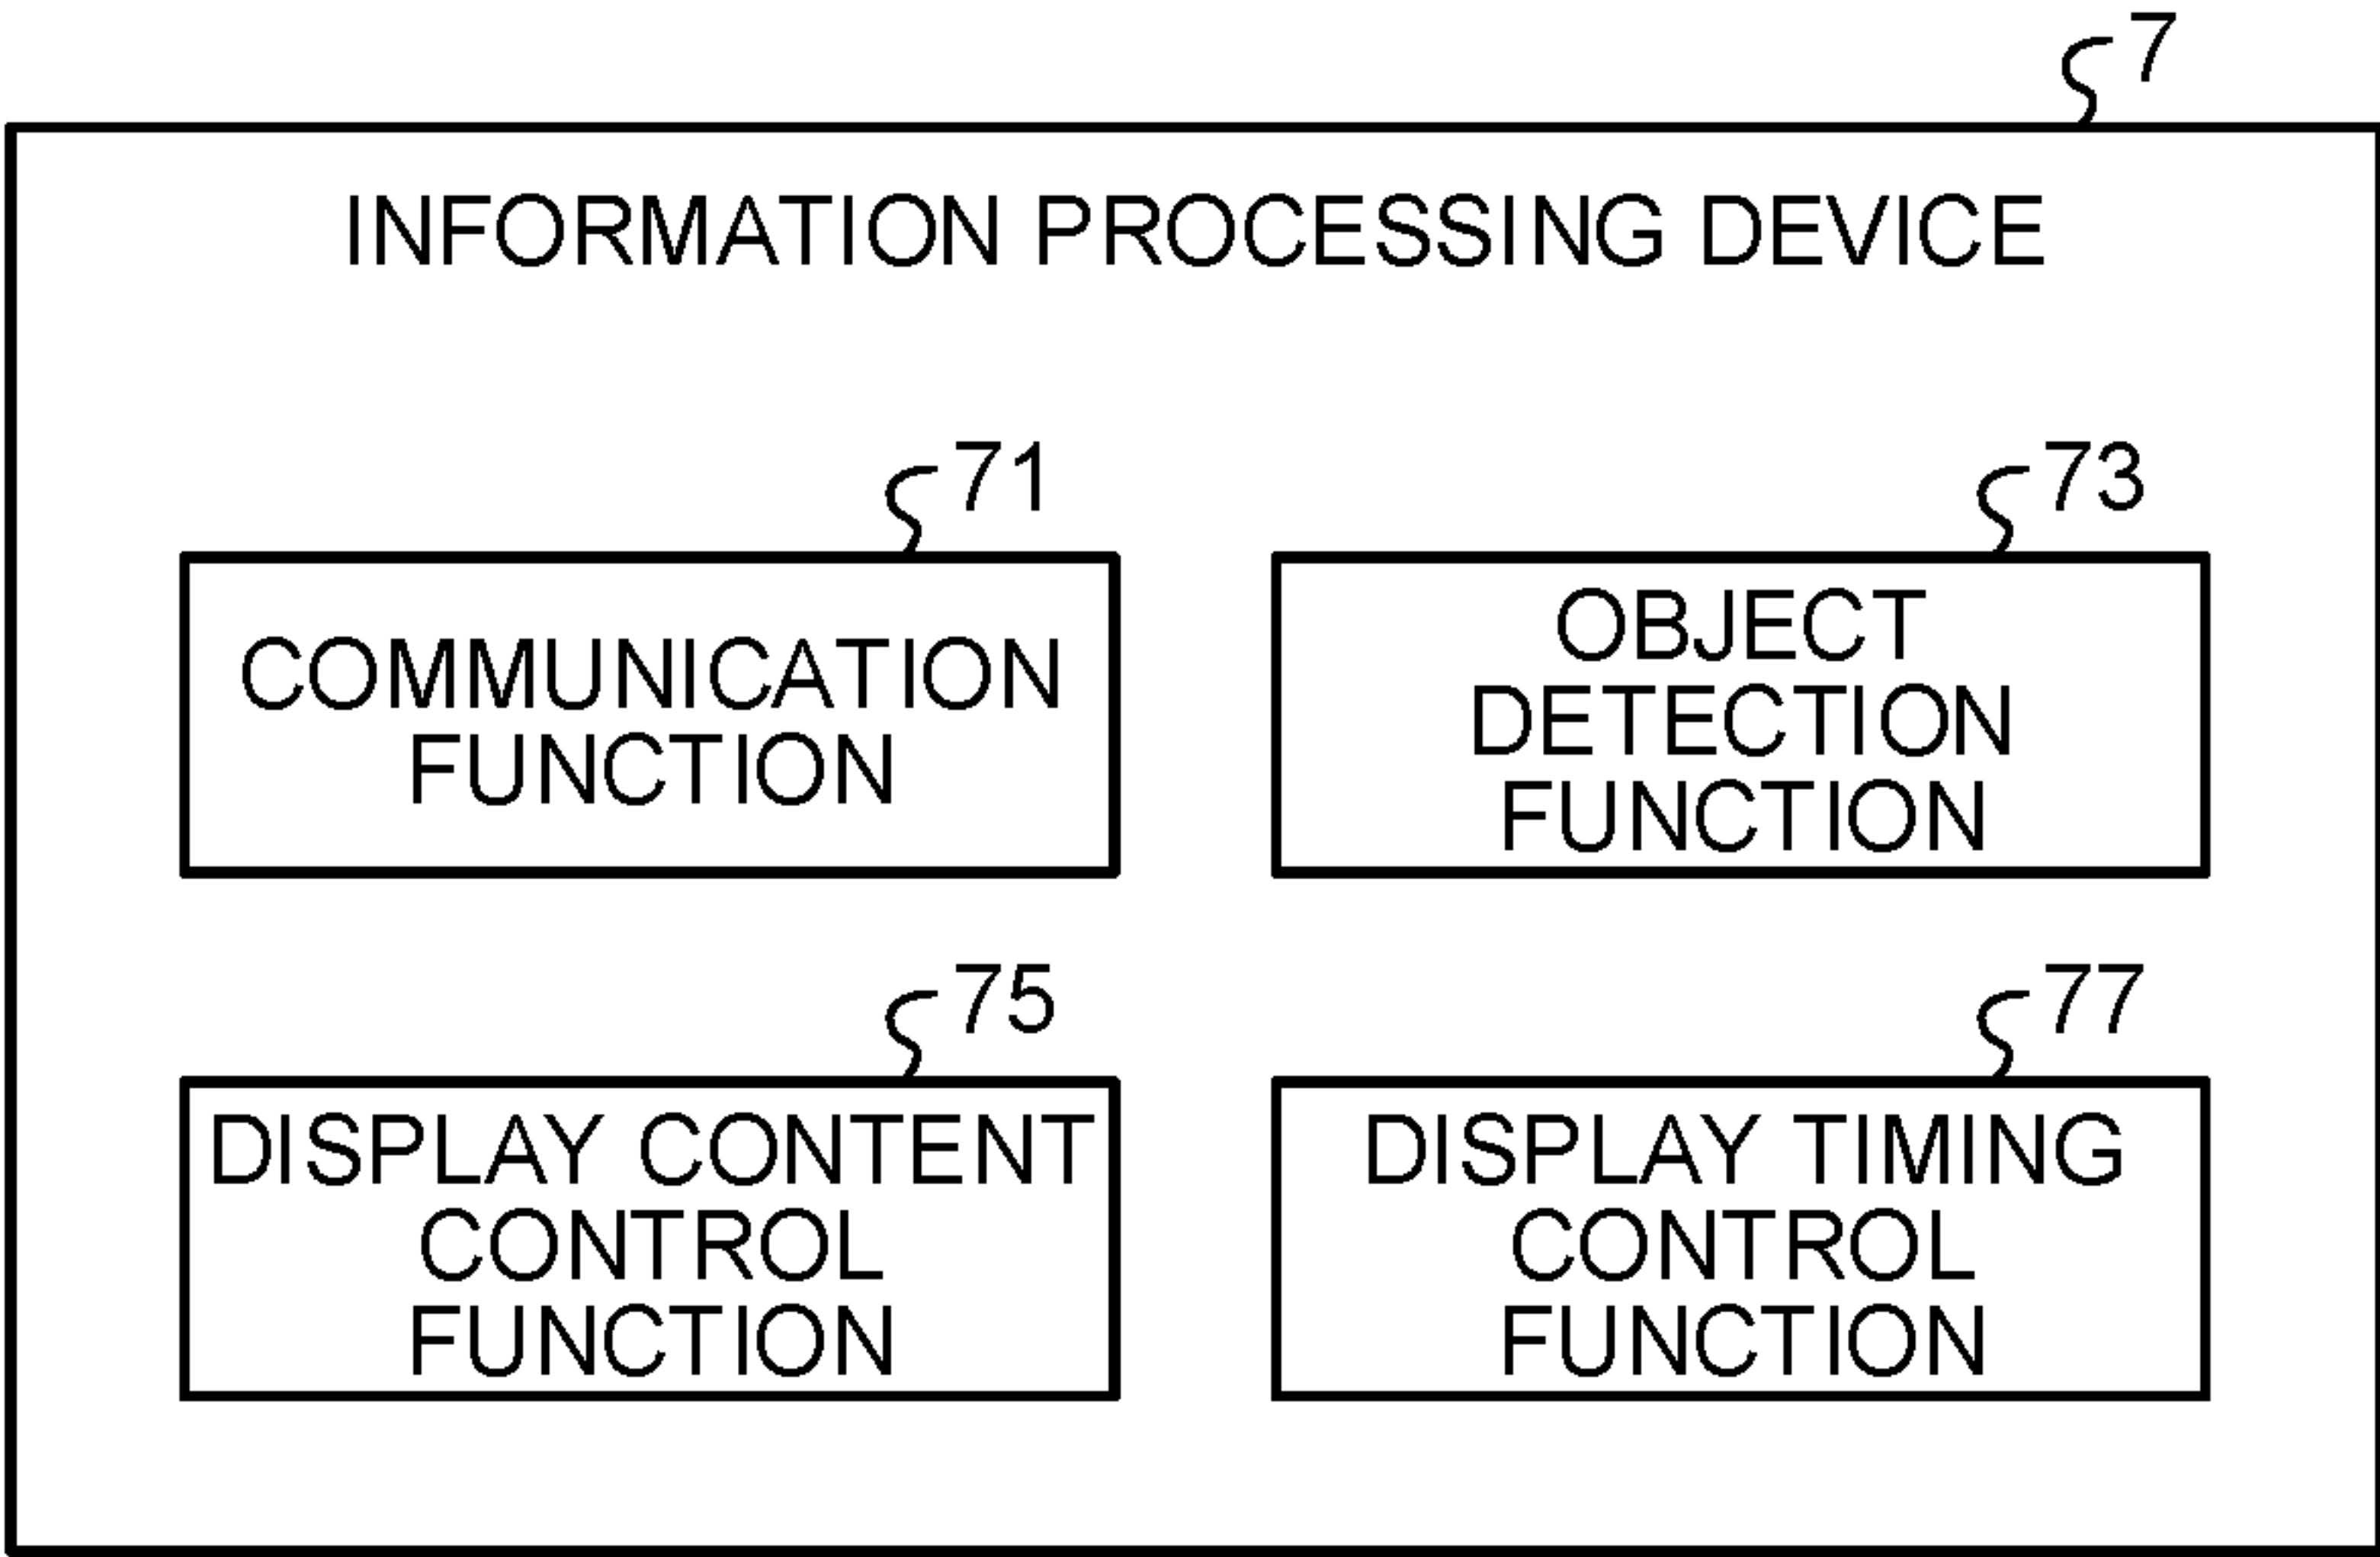 7
INFORMATION PROCESSING DEVICE
71
COMMUNICATION
FUNCTION
73
OBJECT
DETECTION
FUNCTION
75
DISPLAY CONTENT
CONTROL
FUNCTION
77
DISPLAY TIMING
CONTROL
FUNCTION